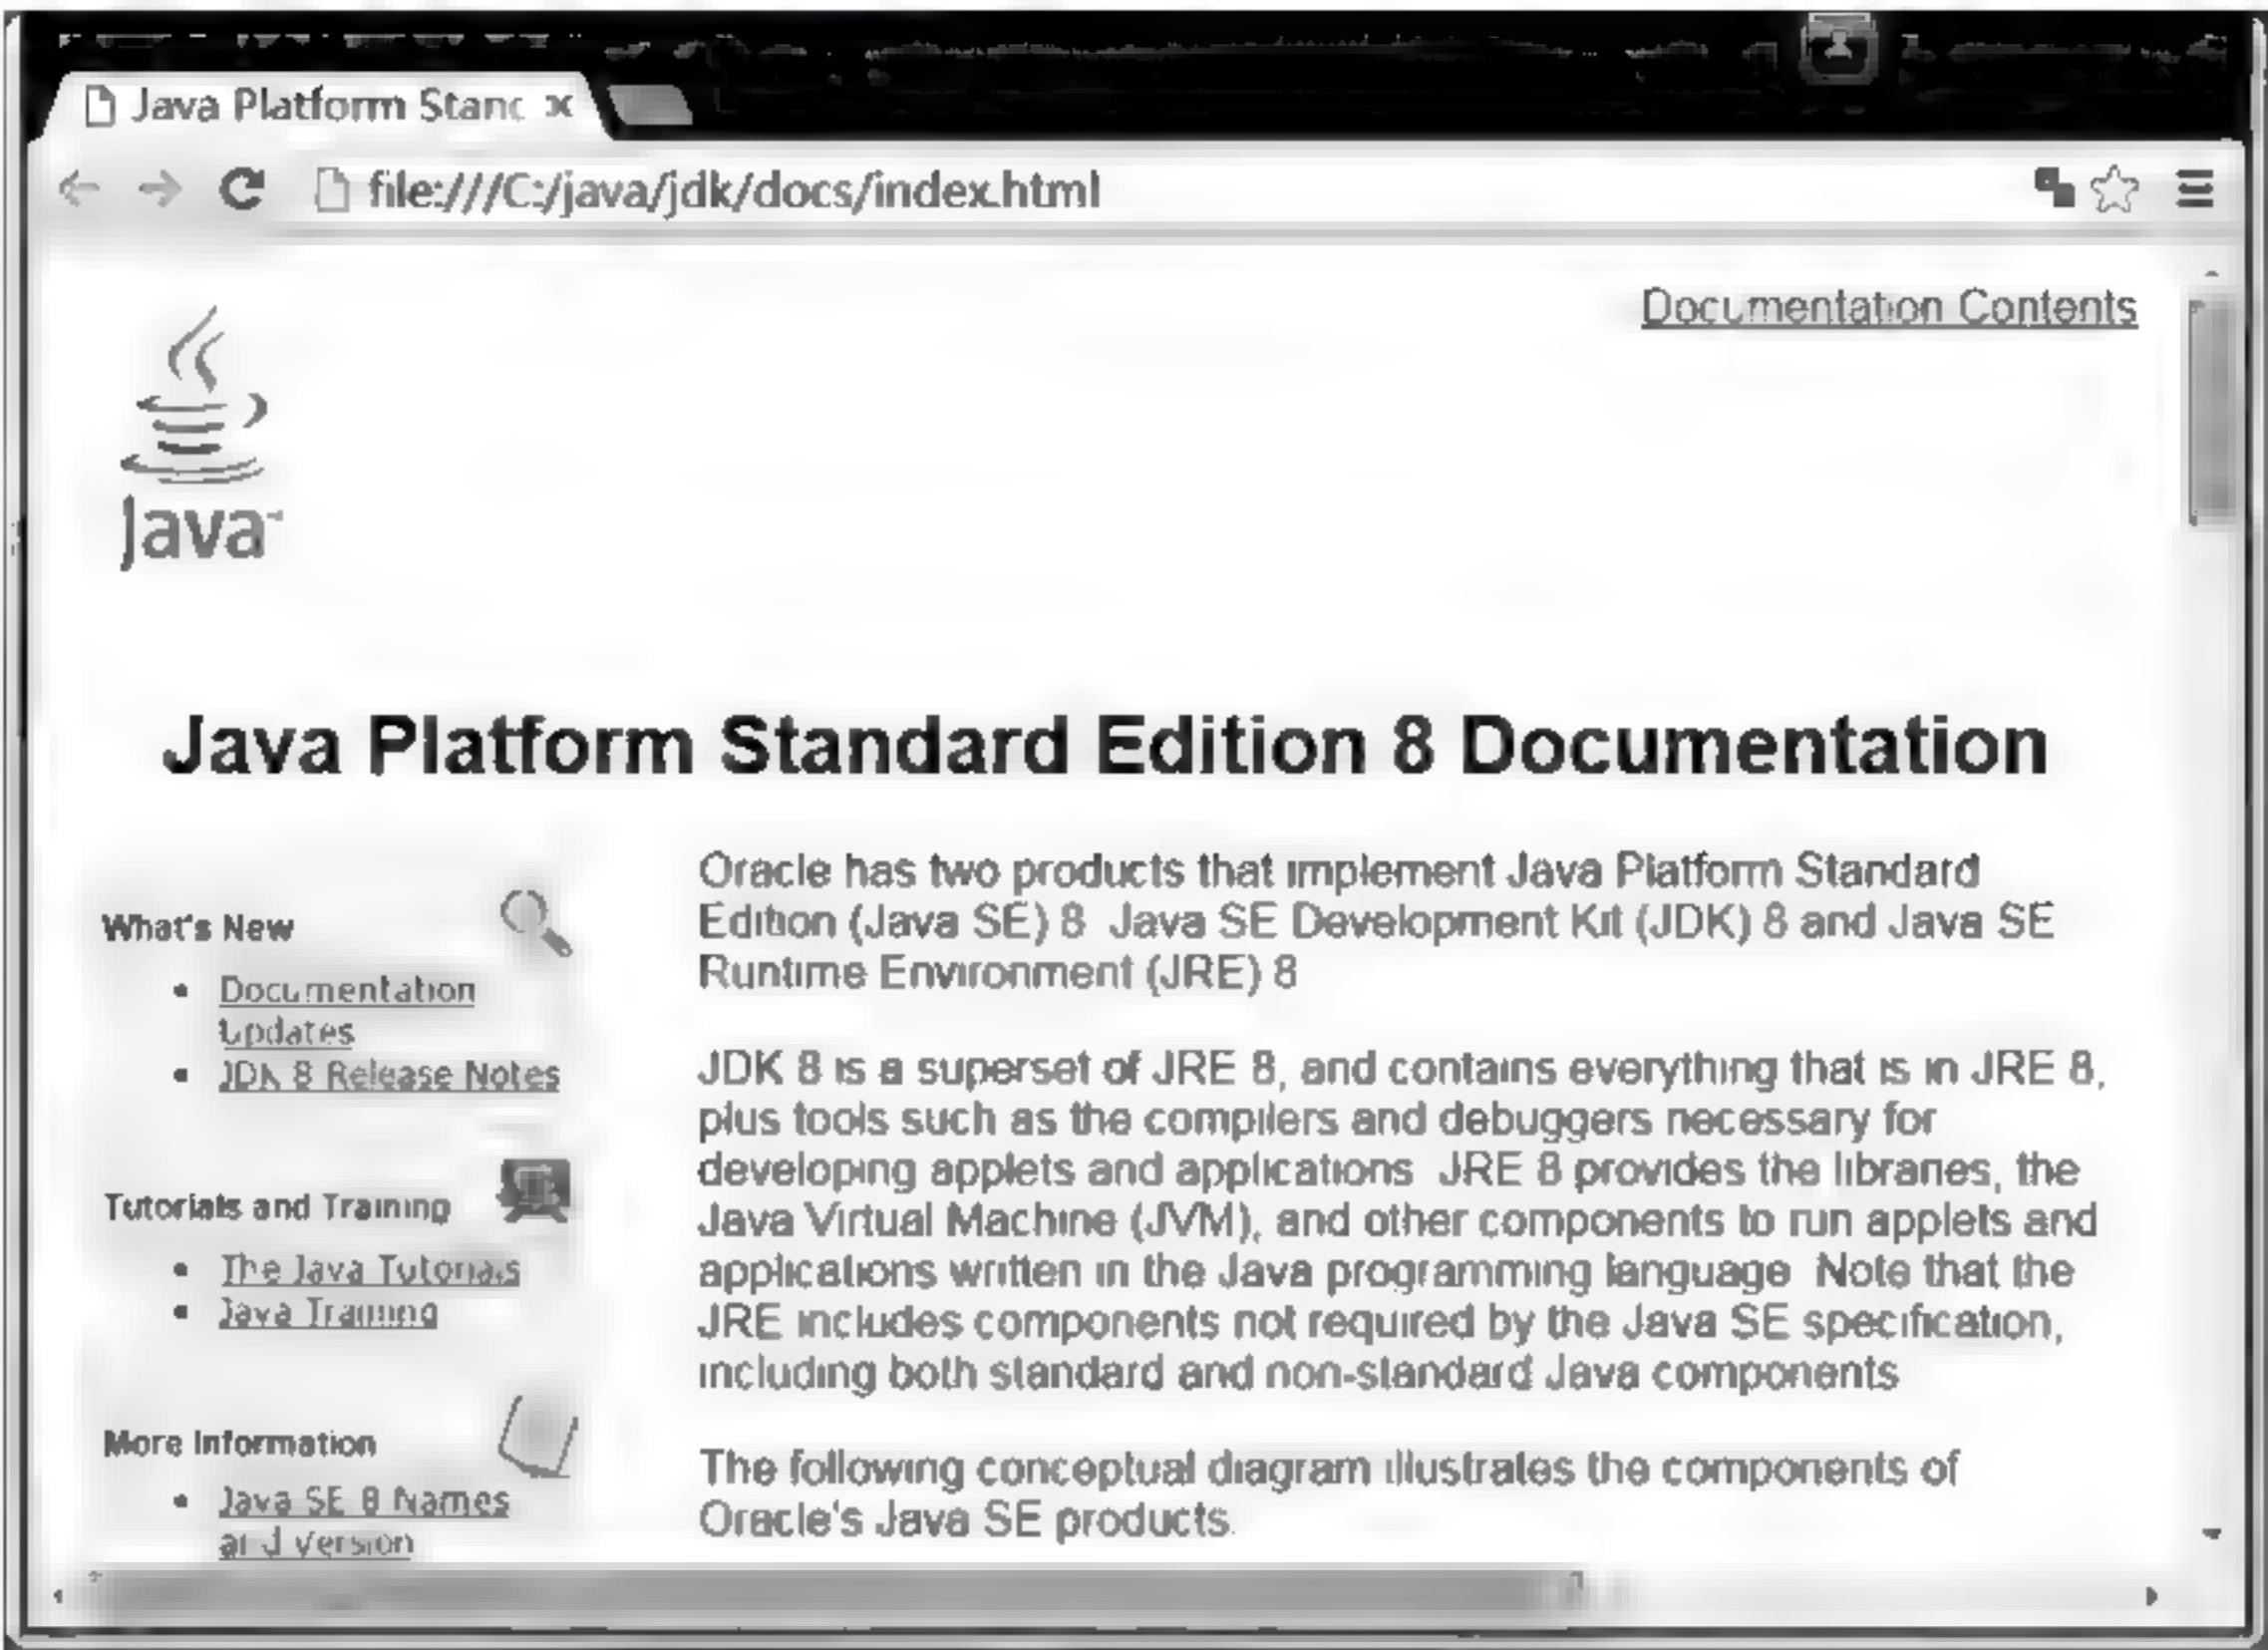 Java Platform Stanc
file:///C:/java/jdk/docs/index.html
Documentation Contents
Java
Java Platform Standard Edition 8 Documentation
What's New
Documentation
Updates
JDK 8 Release Notes
Tutorials and Training
The Java Tutorials
Java Training
More Information
Java SE 8 Names
and Version
Oracle has two products that implement Java Platform Standard
Edition (Java SE) 8 Java SE Development Kit (JDK) 8 and Java SE
Runtime Environment (JRE) 8
JDK 8 is a superset of JRE 8, and contains everything that is in JRE 8,
plus tools such as the compilers and debuggers necessary for
developing applets and applications JRE 8 provides the libraries, the
Java Virtual Machine (JVM), and other components to run applets and
applications written in the Java programming language Note that the
JRE includes components not required by the Java SE specification,
including both standard and non-standard Java components
The following conceptual diagram illustrates the components of
Oracle's Java SE products.